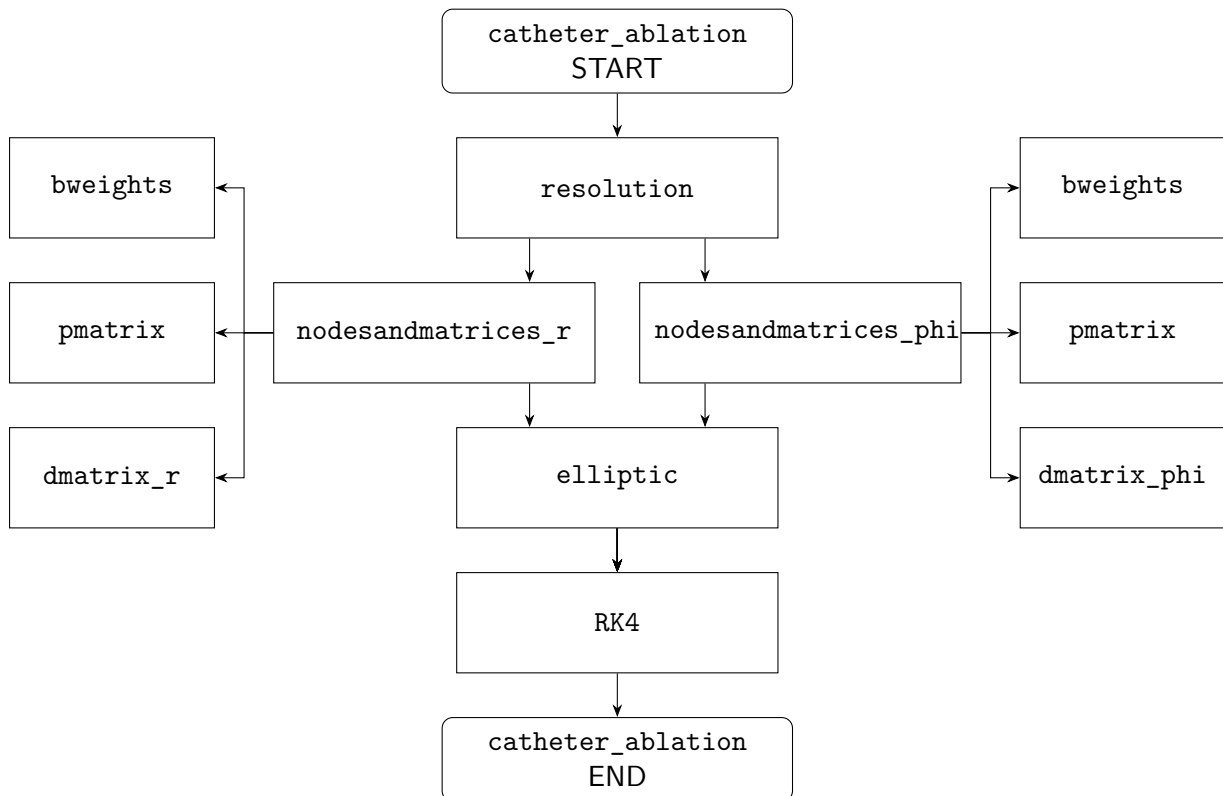 catheter_ablation
START
bweights
resolution
bweights
pmatrix
nodesandmatrices_r
nodesandmatrices_phi
pmatrix
dmatrix_r
elliptic
dmatrix_phi
RK4
catheter_ablation
END